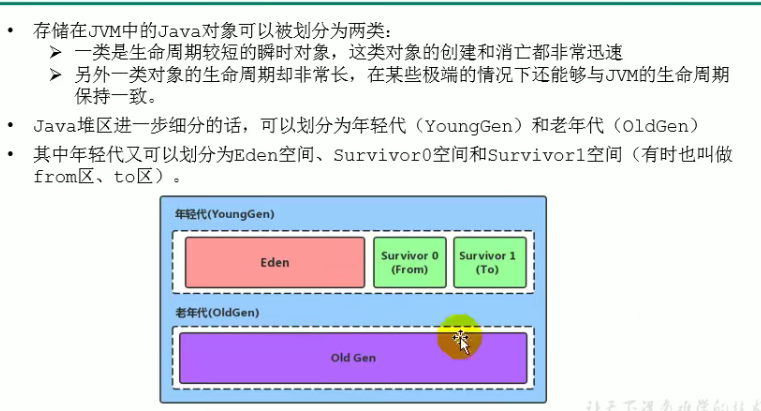 • 存储在JVM中的Java对象可以被划分为两类：
➢ 一类是生命周期较短的瞬时对象，这类对象的创建和消亡都非常迅速
➢ 另外一类对象的生命周期却非常长，在某些极端的情况下还能够与JVM的生命周期
保持一致。
• Java堆区进一步细分的话，可以划分为年轻代（YoungGen）和老年代（OldGen）
• 其中年轻代又可以划分为Eden空间、Survivor0空间和Survivor1空间（有时也叫做
from区、to区）。
年轻代(YoungGen)
Eden
Survivor 0
(From)
Survivor 1
(To)
老年代(OldGen)
Old Gen